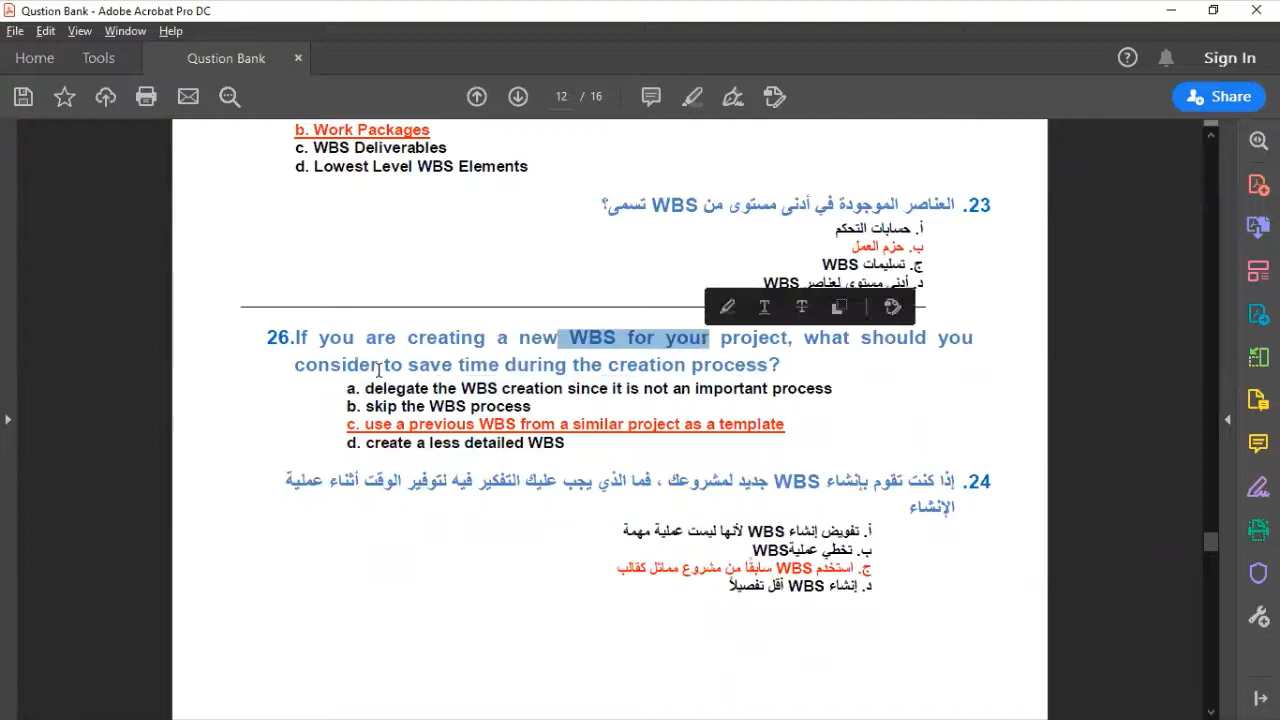 Qustion Bank - Adobe Acrobat Pro DC
File Edit View Window Help
Home Tools Qustion Bank × Sign In
12 / 16 Share
b. Work Packages
c. WBS Deliverables
d. Lowest Level WBS Elements
23. العناصر الموجودة في أدنى مستوى من WBS تسمى؟
أ. حسابات التحكم
ب. حزم العمل
ج. تسليمات WBS
د. أدنى مستوى لعناصر WBS
26.If you are creating a new WBS for your project, what should you
consider to save time during the creation process?
a. delegate the WBS creation since it is not an important process
b. skip the WBS process
c. use a previous WBS from a similar project as a template
d. create a less detailed WBS
24. إذا كنت تقوم بإنشاء WBS جديد لمشروعك ، فما الذي يجب عليك التفكير فيه لتوفير الوقت أثناء عملية
الإنشاء
أ. تفويض إنشاء WBS لأنها ليست عملية مهمة
ب. تخطي عمليةWBS
ج. استخدم WBS سابقًا من مشروع مماثل كقالب
د. إنشاء WBS أقل تفصيلاً